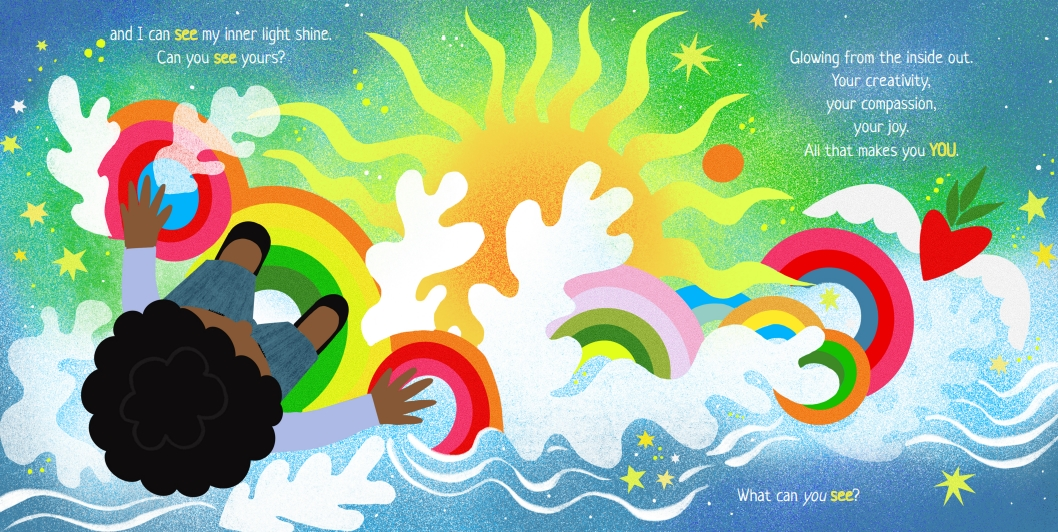 and I can see my inner light shine.
Can you see yours?
Glowing from the inside out.
Your creativity,
your compassion,
your joy.
All that makes you YOU.
What can you see?